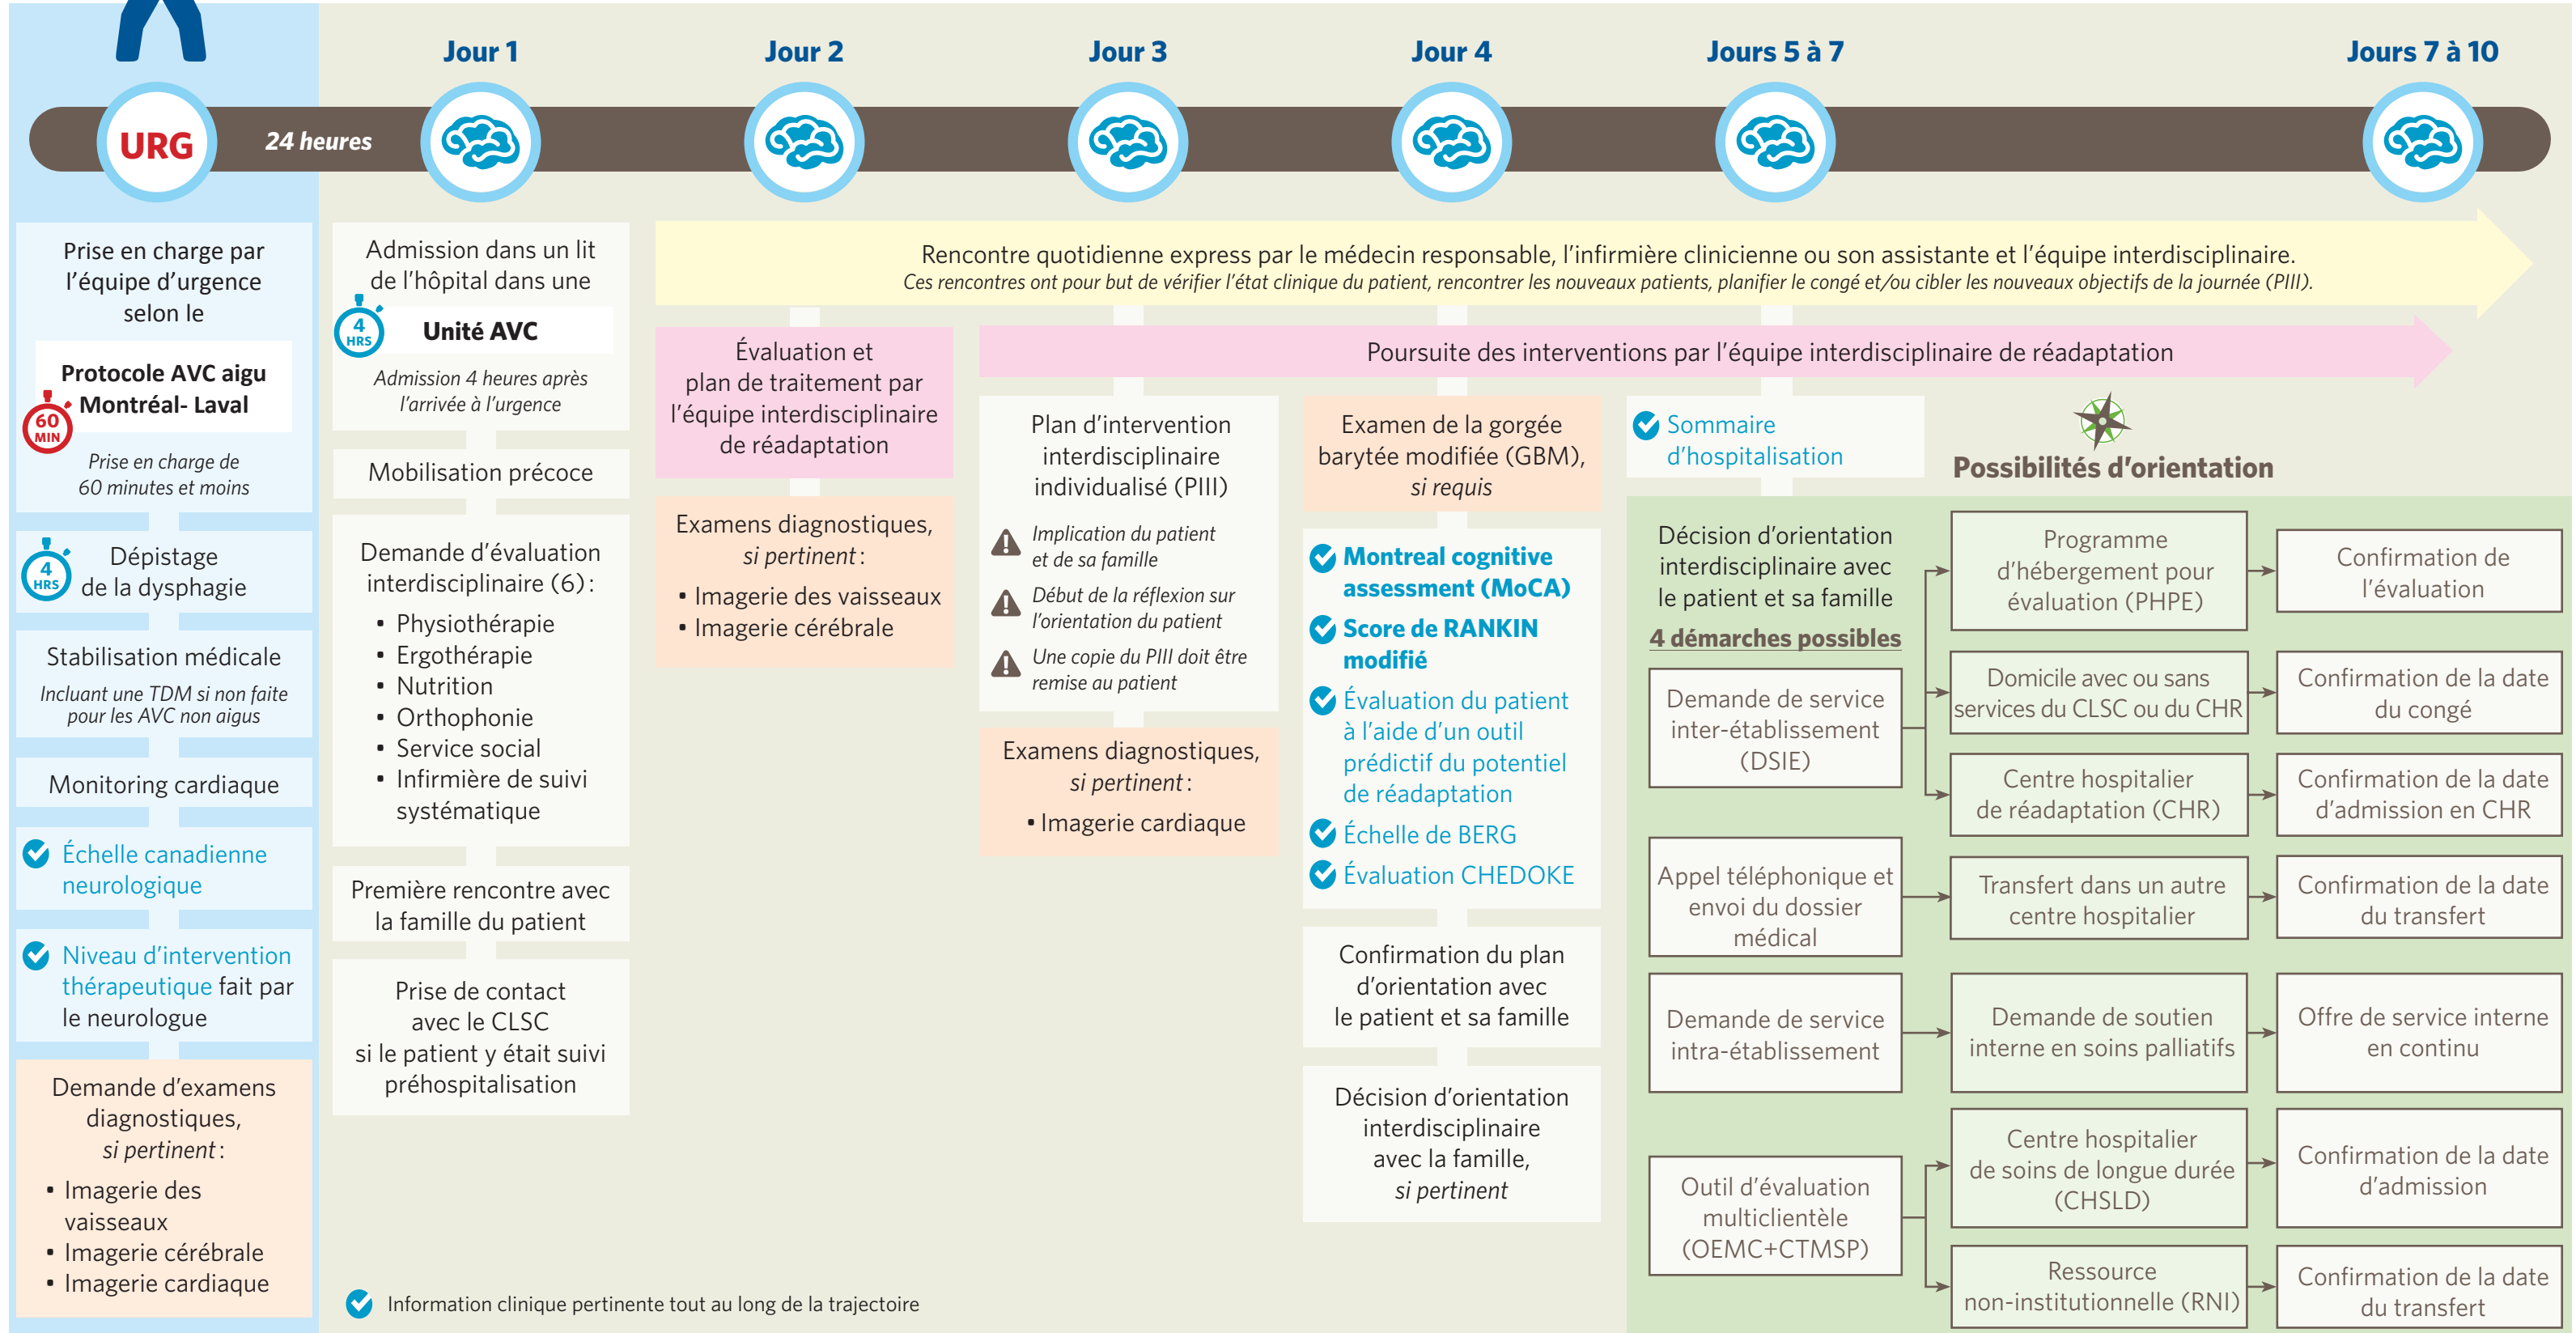 Jour 1
Jour 2
Jour 3
Jour 4
Jours 5 à 7
Jours 7 à 10
URG
24 heures
Prise en charge par
l'équipe d'urgence
selon le
Protocole AVC aigu
Montréal- Laval
60
MIN
Prise en charge de
60 minutes et moins
4
HRS
Dépistage
de la dysphagie
Stabilisation médicale
Incluant une TDM si non faite
pour les AVC non aigus
Monitoring cardiaque
Échelle canadienne
neurologique
Niveau d'intervention
thérapeutique fait par
le neurologue
Demande d'examens
diagnostiques,
si pertinent :
• Imagerie des
vaisseaux
• Imagerie cérébrale
• Imagerie cardiaque
Admission dans un lit
de l'hôpital dans une
4
HRS
Unité AVC
Admission 4 heures après
l'arrivée à l'urgence
Mobilisation précoce
Demande d'évaluation
interdisciplinaire (6) :
• Physiothérapie
• Ergothérapie
• Nutrition
• Orthophonie
• Service social
• Infirmière de suivi
systématique
Première rencontre avec
la famille du patient
Prise de contact
avec le CLSC
si le patient y était suivi
préhospitalisation
Rencontre quotidienne express par le médecin responsable, l'infirmière clinicienne ou son assistante et l'équipe interdisciplinaire.
Ces rencontres ont pour but de vérifier l'état clinique du patient, rencontrer les nouveaux patients, planifier le congé et/ou cibler les nouveaux objectifs de la journée (PIII).
Évaluation et
plan de traitement par
l'équipe interdisciplinaire
de réadaptation
Examens diagnostiques,
si pertinent :
• Imagerie des vaisseaux
• Imagerie cérébrale
Poursuite des interventions par l'équipe interdisciplinaire de réadaptation
Plan d'intervention
interdisciplinaire
individualisé (PIII)
Implication du patient
et de sa famille
Début de la réflexion sur
l'orientation du patient
Une copie du PIII doit être
remise au patient
Examens diagnostiques,
si pertinent :
• Imagerie cardiaque
Examen de la gorgée
barytée modifiée (GBM),
si requis
Montreal cognitive
assessment (MoCA)
Score de RANKIN
modifié
Évaluation du patient
à l'aide d'un outil
prédictif du potentiel
de réadaptation
Échelle de BERG
Évaluation CHEDOKE
Confirmation du plan
d'orientation avec
le patient et sa famille
Décision d'orientation
interdisciplinaire
avec la famille,
si pertinent
Sommaire
d'hospitalisation
Possibilités d'orientation
Décision d'orientation
interdisciplinaire avec
le patient et sa famille
4 démarches possibles
Demande de service
inter-établissement
(DSIE)
Programme
d'hébergement pour
évaluation (PHPE)
Confirmation de
l'évaluation
Domicile avec ou sans
services du CLSC ou du CHR
Confirmation de la date
du congé
Centre hospitalier
de réadaptation (CHR)
Confirmation de la date
d'admission en CHR
Appel téléphonique et
envoi du dossier
médical
Transfert dans un autre
centre hospitalier
Confirmation de la date
du transfert
Demande de service
intra-établissement
Demande de soutien
interne en soins palliatifs
Offre de service interne
en continu
Outil d'évaluation
multiclientèle
(OEMC+CTMSP)
Centre hospitalier
de soins de longue durée
(CHSLD)
Confirmation de la date
d'admission
Ressource
non-institutionnelle (RNI)
Confirmation de la date
du transfert
Information clinique pertinente tout au long de la trajectoire